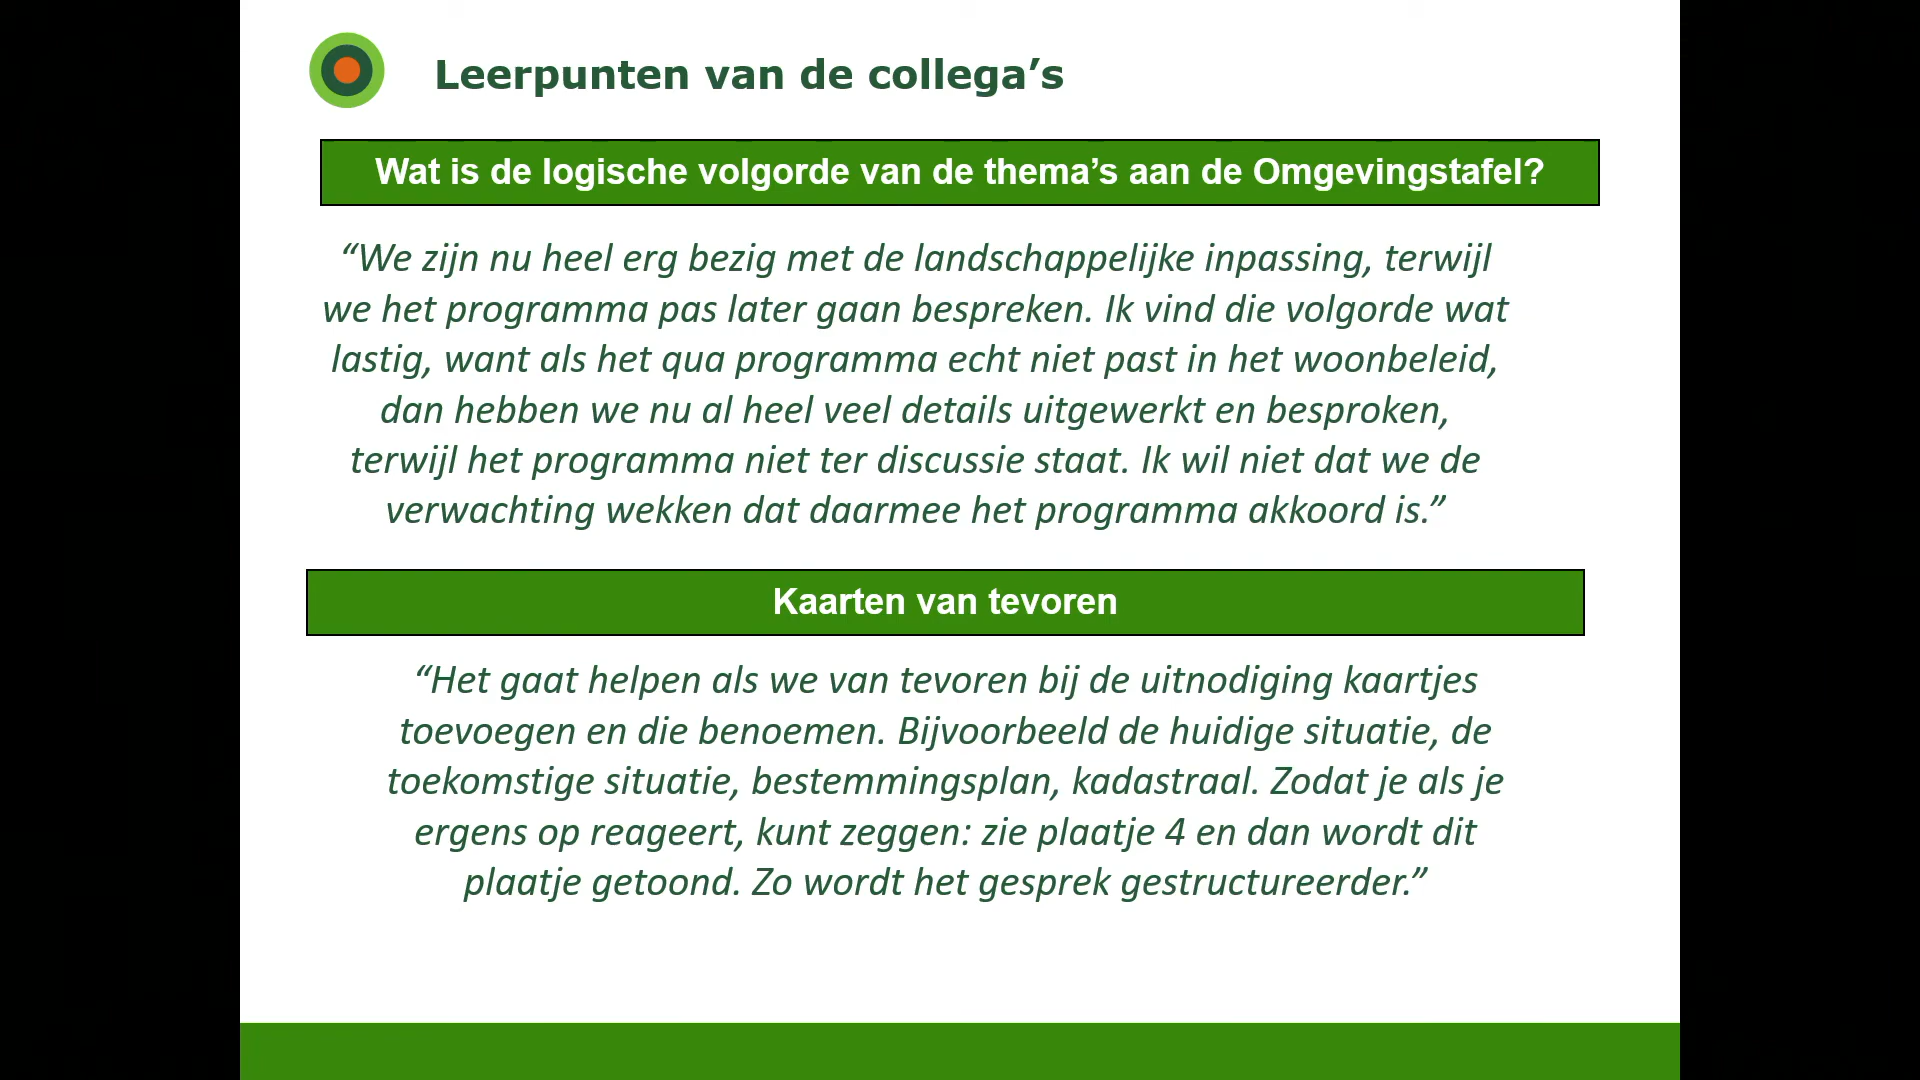 Leerpunten van de collega’s
Wat is de logische volgorde van de thema’s aan de Omgevingstafel?
“We zijn nu heel erg bezig met de landschappelijke inpassing, terwijl
we het programma pas later gaan bespreken. Ik vind die volgorde wat
lastig, want als het qua programma echt niet past in het woonbeleid,
dan hebben we nu al heel veel details uitgewerkt en besproken,
terwijl het programma niet ter discussie staat. Ik wil niet dat we de
verwachting wekken dat daarmee het programma akkoord is.”
Kaarten van tevoren
“Het gaat helpen als we van tevoren bij de uitnodiging kaartjes
toevoegen en die benoemen. Bijvoorbeeld de huidige situatie, de
toekomstige situatie, bestemmingsplan, kadastraal. Zodat je als je
ergens op reageert, kunt zeggen: zie plaatje 4 en dan wordt dit
plaatje getoond. Zo wordt het gesprek gestructureerder.”